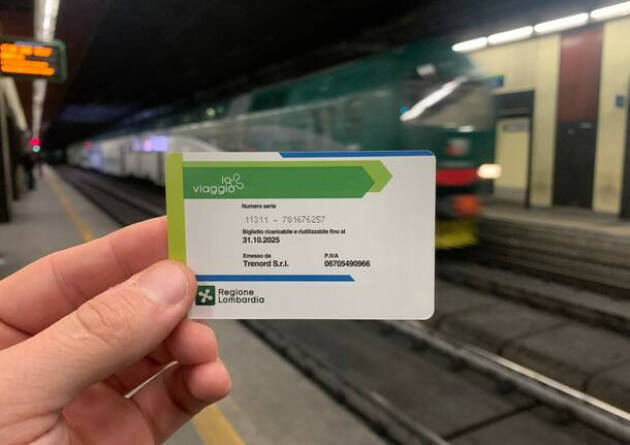 io
viaggio
Numero serie
11311 - 781676257
Biglietto ricaricabile e riutilizzabile fino al
31.10.2025
Emesso da P.IVA
Trenord S.r.l. 06705490966
Regione
Lombardia